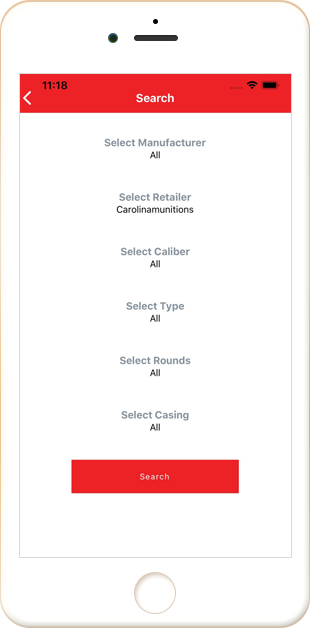 11:18
Search
Select Manufacturer
All
Select Retailer
Carolinamunitions
Select Caliber
All
Select Type
All
Select Rounds
All
Select Casing
All
Search